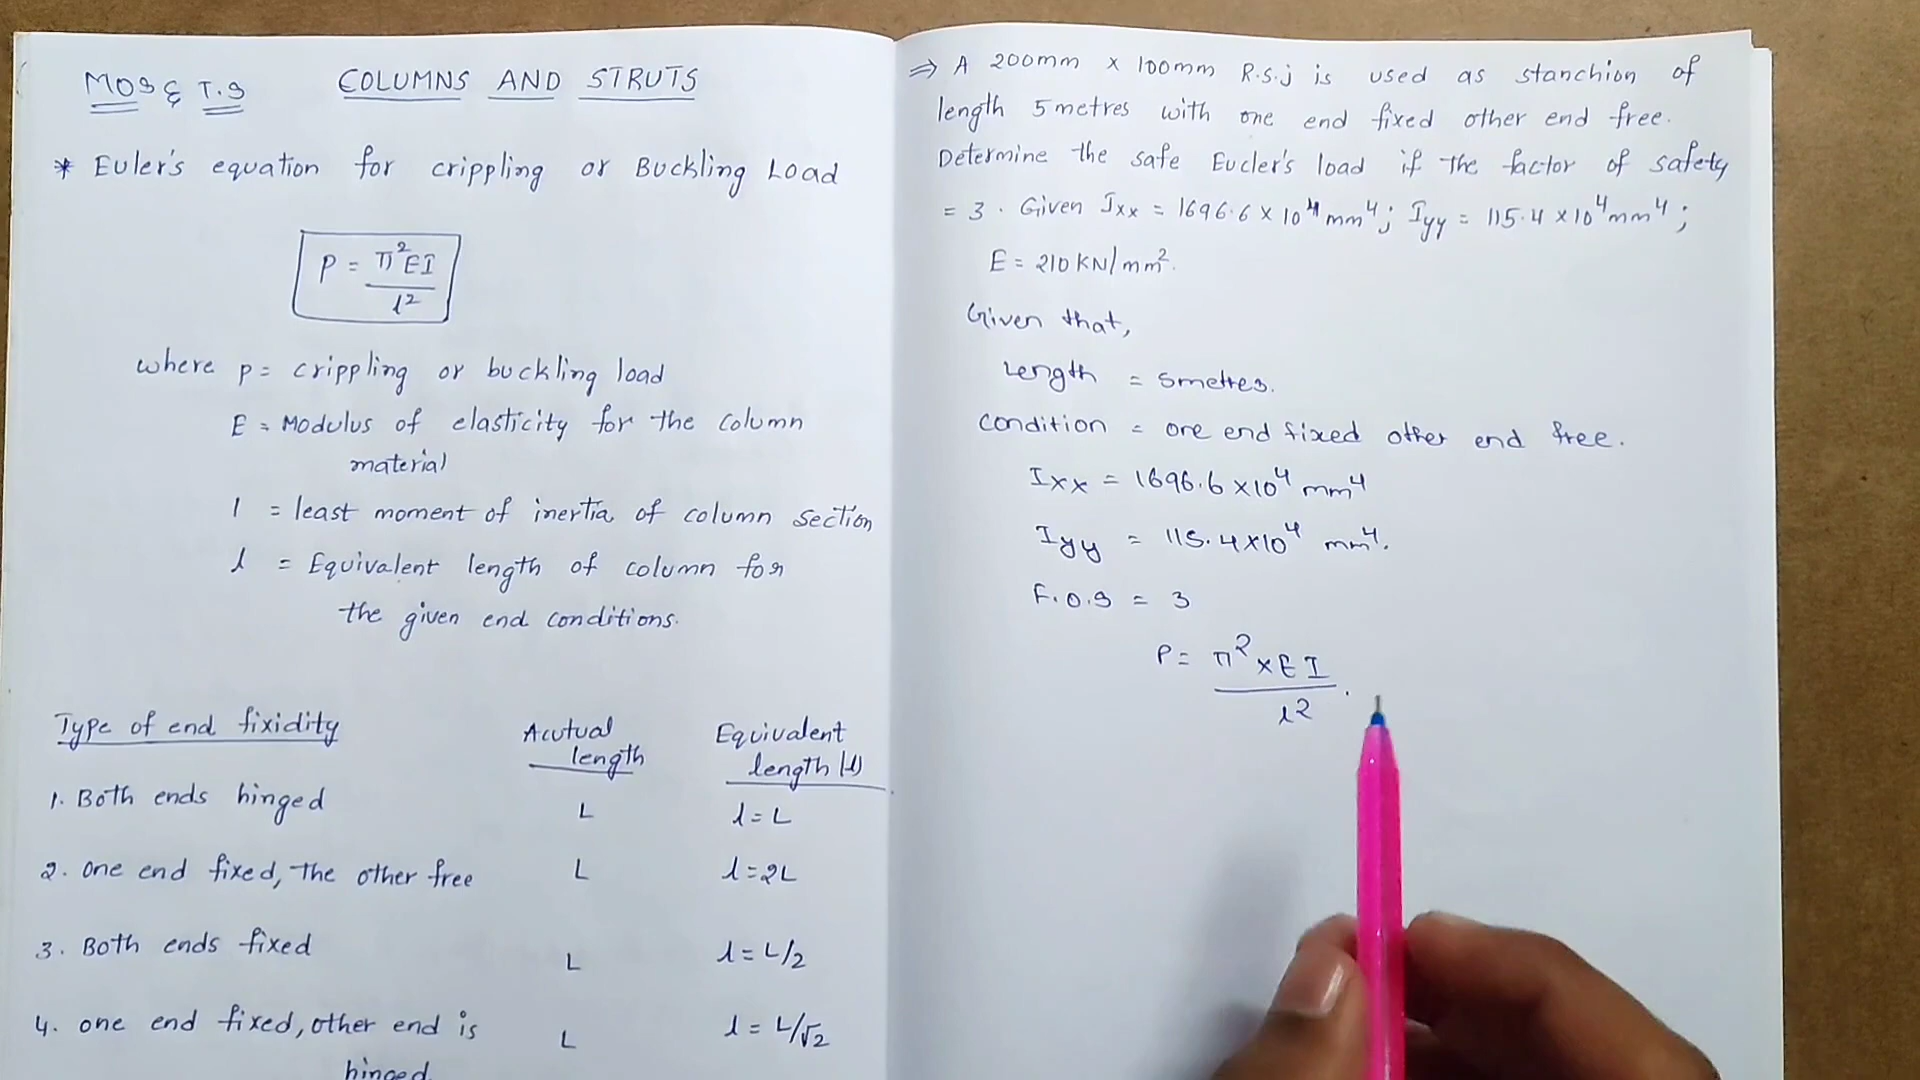 MOS & T.S
COLUMNS AND STRUTS
* Euler's equation for crippling or Buckling Load
P = π²EI / l²
where p = crippling or buckling load
E = Modulus of elasticity for the column
material
I = least moment of inertia of column section
l = Equivalent length of column for
the given end conditions.
Type of end fixidity Acutual length Equivalent length (l)
1. Both ends hinged L l = L
2. one end fixed, The other free L l = 2L
3. Both ends fixed L l = L/2
4. one end fixed, other end is L l = L/√2
hinged
⇒ A 200mm x 100mm R.S.j is used as stanchion of
length 5 metres with one end fixed other end free.
Determine the safe Eucler's load if the factor of safety
= 3. Given Ixx = 1696.6 x 10⁴ mm⁴; Iyy = 115.4 x 10⁴ mm⁴;
E = 210 KN/mm².
Given that,
Length = 5metres.
Condition = one end fixed other end free.
Ixx = 1696.6 x 10⁴ mm⁴
Iyy = 115.4 x 10⁴ mm⁴.
F.O.S = 3
P = π² x EI / l² .